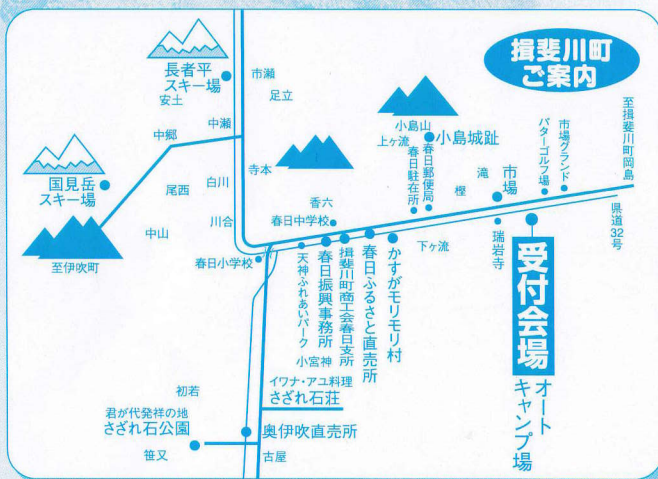 揖斐川町
ご案内
長者平
スキー場
安土
市瀬
足立
中郷
中瀬
国見岳
スキー場
尾西
白川
寺本
中山
川合
至伊吹町
小島山
上ヶ流
小島城趾
春日駐在所
春日郵便局
樫
滝
市場
バターゴルフ場
市場グランド
至揖斐川町岡島
県道32号
香六
春日中学校
春日小学校
天神ふれあいパーク
春日振興事務所
揖斐川町商工会春日支所
春日ふるさと直売所
かすがモリモリ村
下ヶ流
瑞岩寺
受付会場
オート
キャンプ場
小宮神
イワナ・アユ料理
さざれ石荘
初若
君が代発祥の地
さざれ石公園
奥伊吹直売所
笹又
古屋